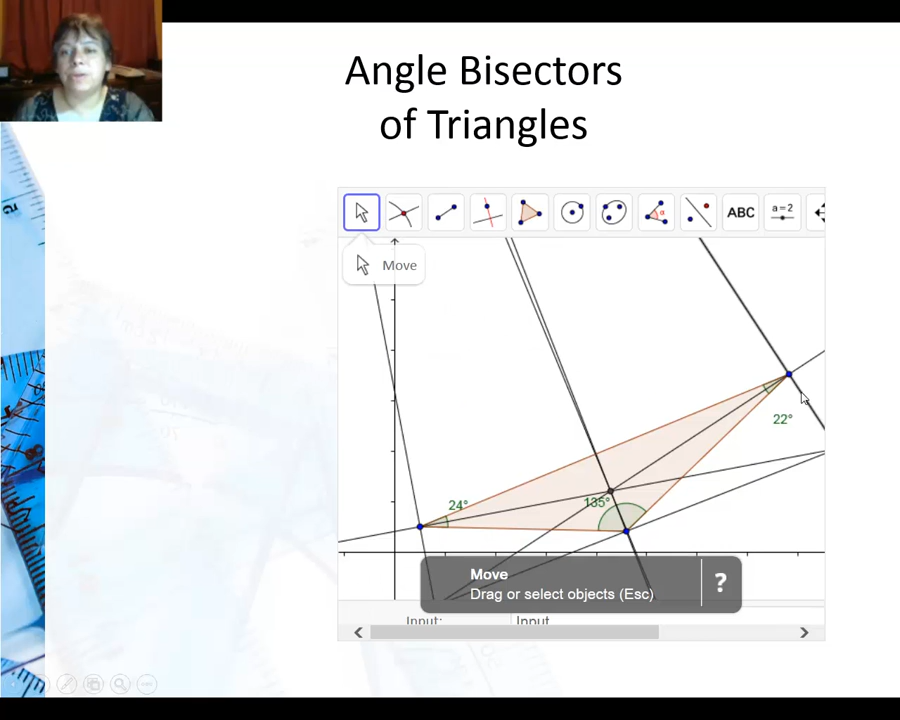 Angle Bisectors
of Triangles
ABC
a=2
Move
22°
24°
135°
Move
Drag or select objects (Esc)
?
Input:
Input